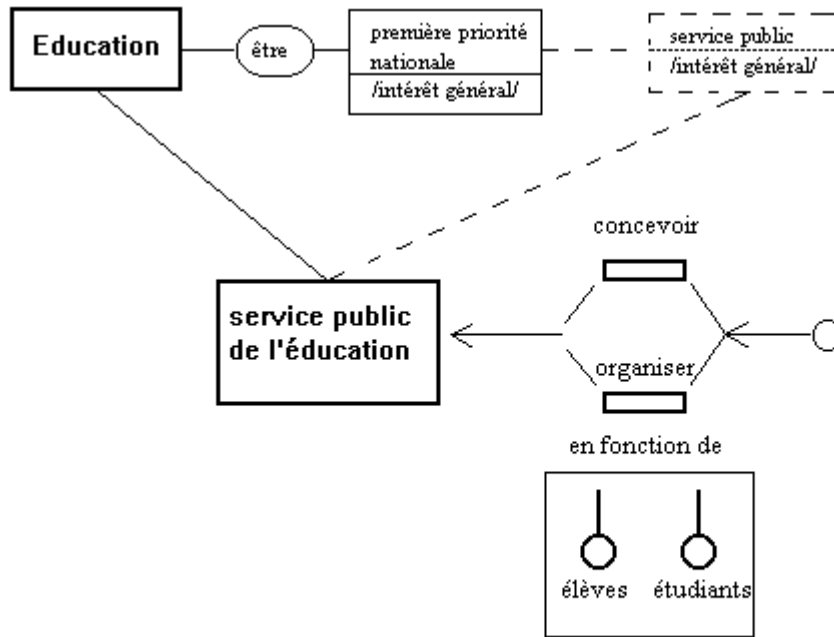 Education
être
première priorité
nationale
/intérêt général/
service public
/intérêt général/
concevoir
service public
de l'éducation
organiser
en fonction de
élèves
étudiants